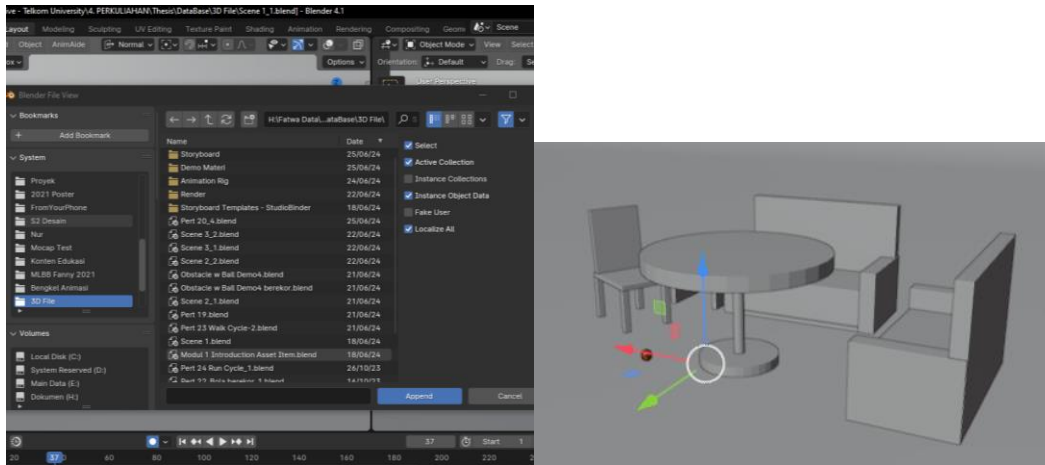 ve - Telkom University\4. PERKULIAHAN\Thesis\DataBase\3D File\Scene 1_1.blend] - Blender 4.1
Layout Modeling Sculpting UV Editing Texture Paint Shading Animation Rendering Compositing Geom Scene
Object AnimAide Normal Object Mode View Select
Options Orientation: Default Drag: Se
User Perspective
Blender File View
Bookmarks
Add Bookmark
H:\Fatwa Data\...ataBase\3D File\
System
Proyek
2021 Poster
FromYourPhone
S2 Desain
Nur
Mocap Test
Konten Edukasi
MLBB Fanny 2021
Bengkel Animasi
3D File
Volumes
Local Disk (C:)
System Reserved (D:)
Main Data (E:)
Dokumen (H:)
Name Date
Storyboard 25/06/24
Demo Materi 25/06/24
Animation Rig 24/06/24
Render 22/06/24
Storyboard Templates - StudioBinder 18/06/24
Pert 20_4.blend 25/06/24
Scene 3_2.blend 22/06/24
Scene 3_1.blend 22/06/24
Scene 2_2.blend 22/06/24
Obstacle w Ball Demo4.blend 21/06/24
Obstacle w Ball Demo4 berekor.blend 21/06/24
Scene 2_1.blend 21/06/24
Pert 19.blend 21/06/24
Pert 23 Walk Cycle-2.blend 21/06/24
Scene 1.blend 18/06/24
Modul 1 Introduction Asset Item.blend 18/06/24
Pert 24 Run Cycle_1.blend 26/10/23
Pert 22_Bola berekor_1.blend 14/10/23
Select
Active Collection
Instance Collections
Instance Object Data
Fake User
Localize All
Append Cancel
37 Start 1
20 37 60 80 100 120 140 160 180 200 220